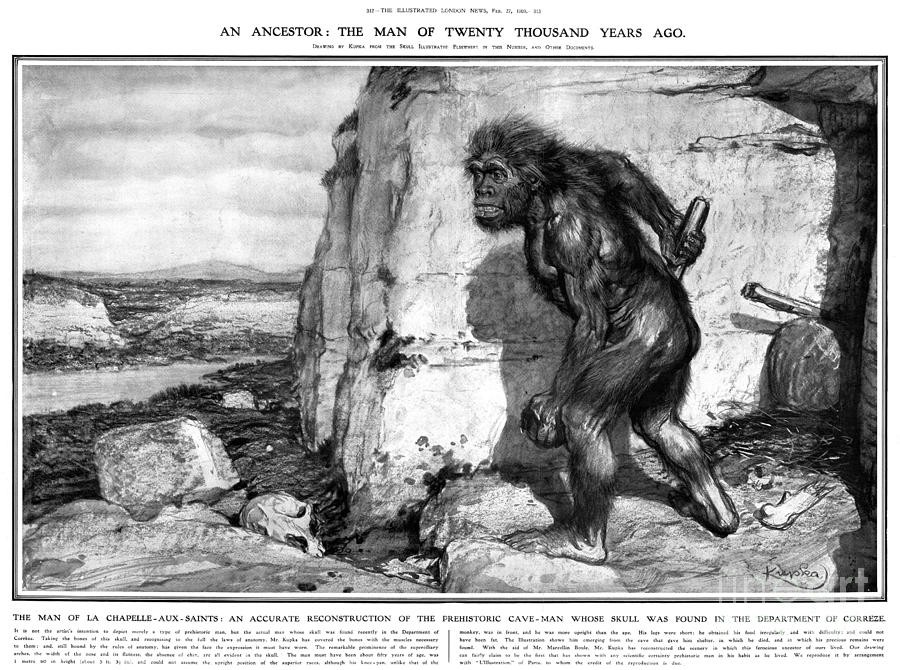 312 - THE ILLUSTRATED LONDON NEWS, FEB. 27, 1909. - 313
AN ANCESTOR: THE MAN OF TWENTY THOUSAND YEARS AGO.
DRAWING BY KUPKA FROM THE SKULL ILLUSTRATED ELSEWHERE IN THIS NUMBER, AND OTHER DOCUMENTS.
Kupka
THE MAN OF LA CHAPELLE-AUX-SAINTS: AN ACCURATE RECONSTRUCTION OF THE PREHISTORIC CAVE-MAN WHOSE SKULL WAS FOUND IN THE DEPARTMENT OF CORREZE.
It is not the artist's intention to depict merely a type of prehistoric man, but the actual man whose skull was found recently in the Department of
Corrèze. Taking the bones of this skull, and recognising to the full the laws of anatomy, Mr. Kupka has covered the bones with the muscles necessary
to them; and, still bound by the rules of anatomy, has given the face the expression it must have worn. The remarkable prominence of the superciliary
arches, the width of the nose and its flatness, the absence of chin, are all evident in the skull. The man must have been about fifty years of age, was
1 metre 60 in height (about 5 ft. 3½ in.), and could not assume the upright position of the superior races, although his knee-pan, unlike that of the
monkey, was in front, and he was more upright than the ape. His legs were short; he obtained his food irregularly and with difficulty; and could not
have been fat. The Illustration shows him emerging from the cave that gave him shelter, in which he died, and in which his precious remains were
found. With the aid of Mr. Marcellin Boule, Mr. Kupka has reconstructed the scenery in which this ferocious ancestor of ours lived. Our drawing
can fairly claim to be the first that has shown with any scientific certainty prehistoric man in his habit as he lived. We reproduce it by arrangement
with "L'Illustration," of Paris, to whom the credit of the reproduction is due.